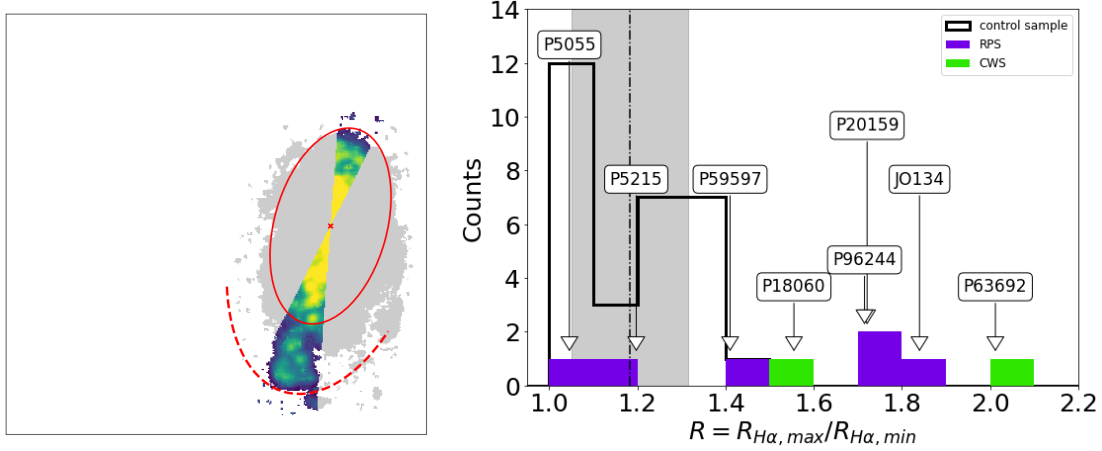 14
12
10
8
6
4
2
0
Counts
control sample
RPS
CWS
P5055
P20159
P5215
P59597
JO134
P96244
P18060
P63692
1.0
1.2
1.4
1.6
1.8
2.0
2.2
R = R_{Hα, max}/R_{Hα, min}